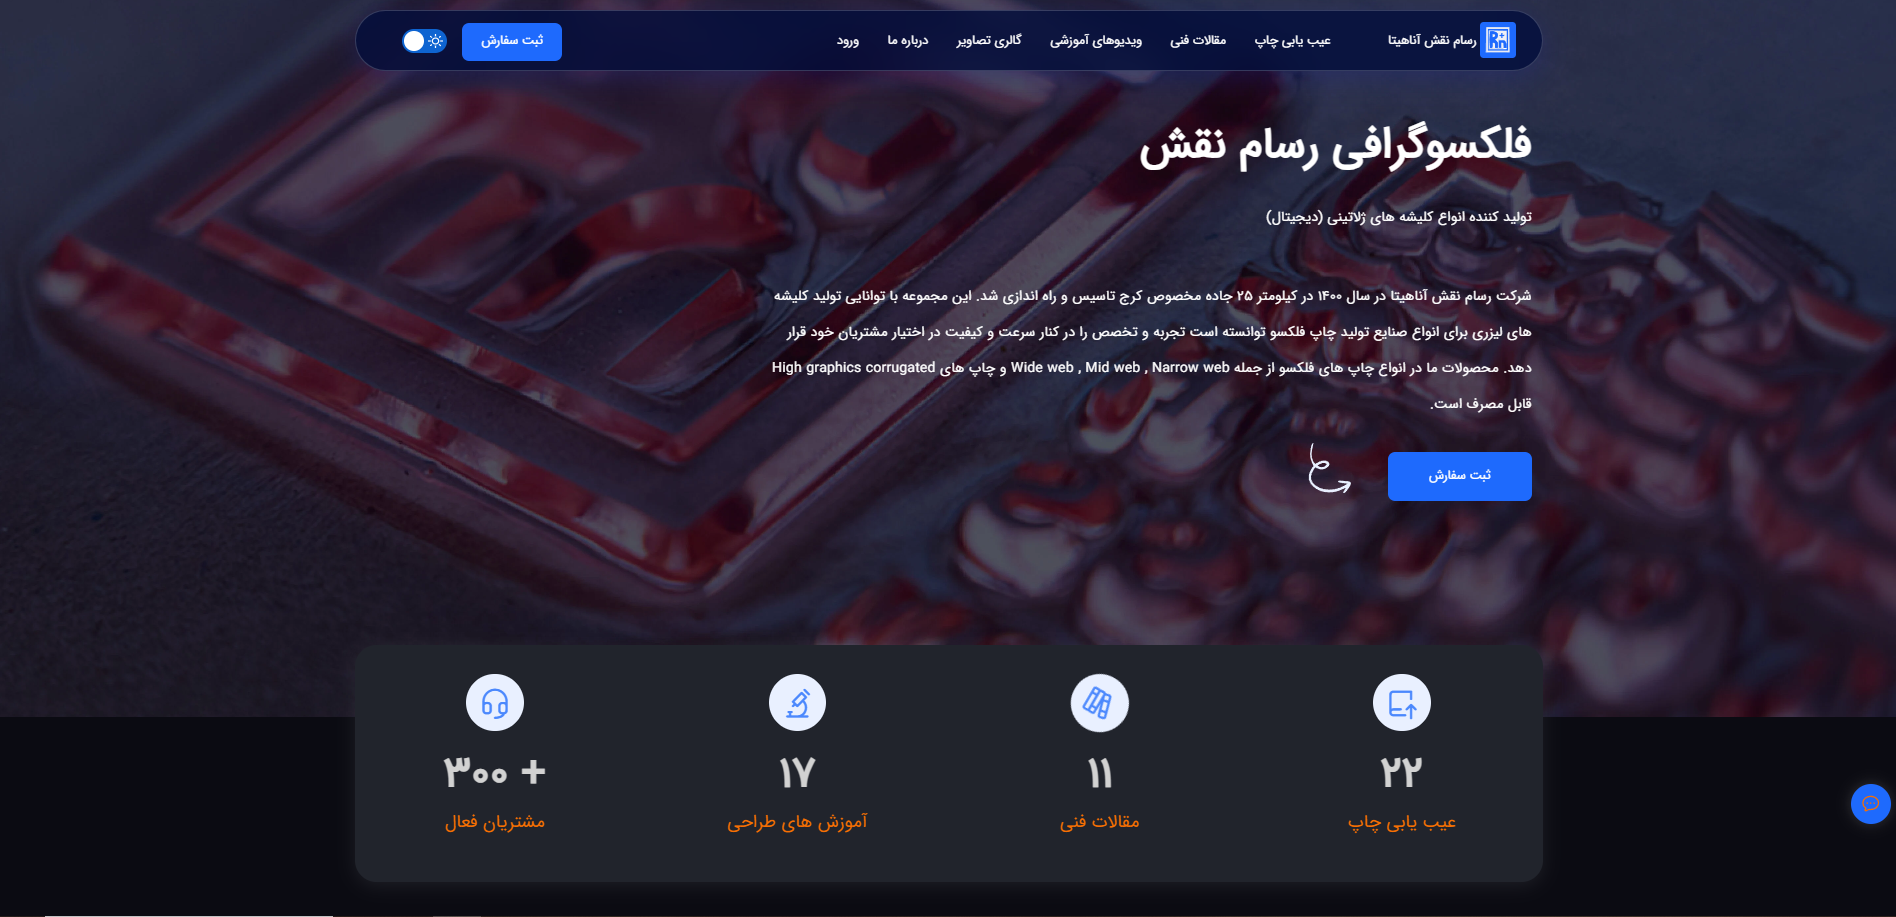 رسام نقش آناهیتا
عیب یابی چاپ
مقالات فنی
ویدیوهای آموزشی
گالری تصاویر
درباره ما
ورود
ثبت سفارش
فلکسوگرافی رسام نقش
تولید کننده انواع کلیشه های ژلاتینی (دیجیتال)
شرکت رسام نقش آناهیتا در سال ۱۴۰۰ در کیلومتر ۲۵ جاده مخصوص کرج تاسیس و راه اندازی شد. این مجموعه با توانایی تولید کلیشه
های لیزری برای انواع صنایع تولید چاپ فلکسو توانسته است تجربه و تخصص را در کنار سرعت و کیفیت در اختیار مشتریان خود قرار
دهد. محصولات ما در انواع چاپ های فلکسو از جمله Wide web , Mid web , Narrow web و چاپ های High graphics corrugated
قابل مصرف است.
ثبت سفارش
۲۲
عیب یابی چاپ
۱۱
مقالات فنی
۱۷
آموزش های طراحی
۳۰۰ +
مشتریان فعال